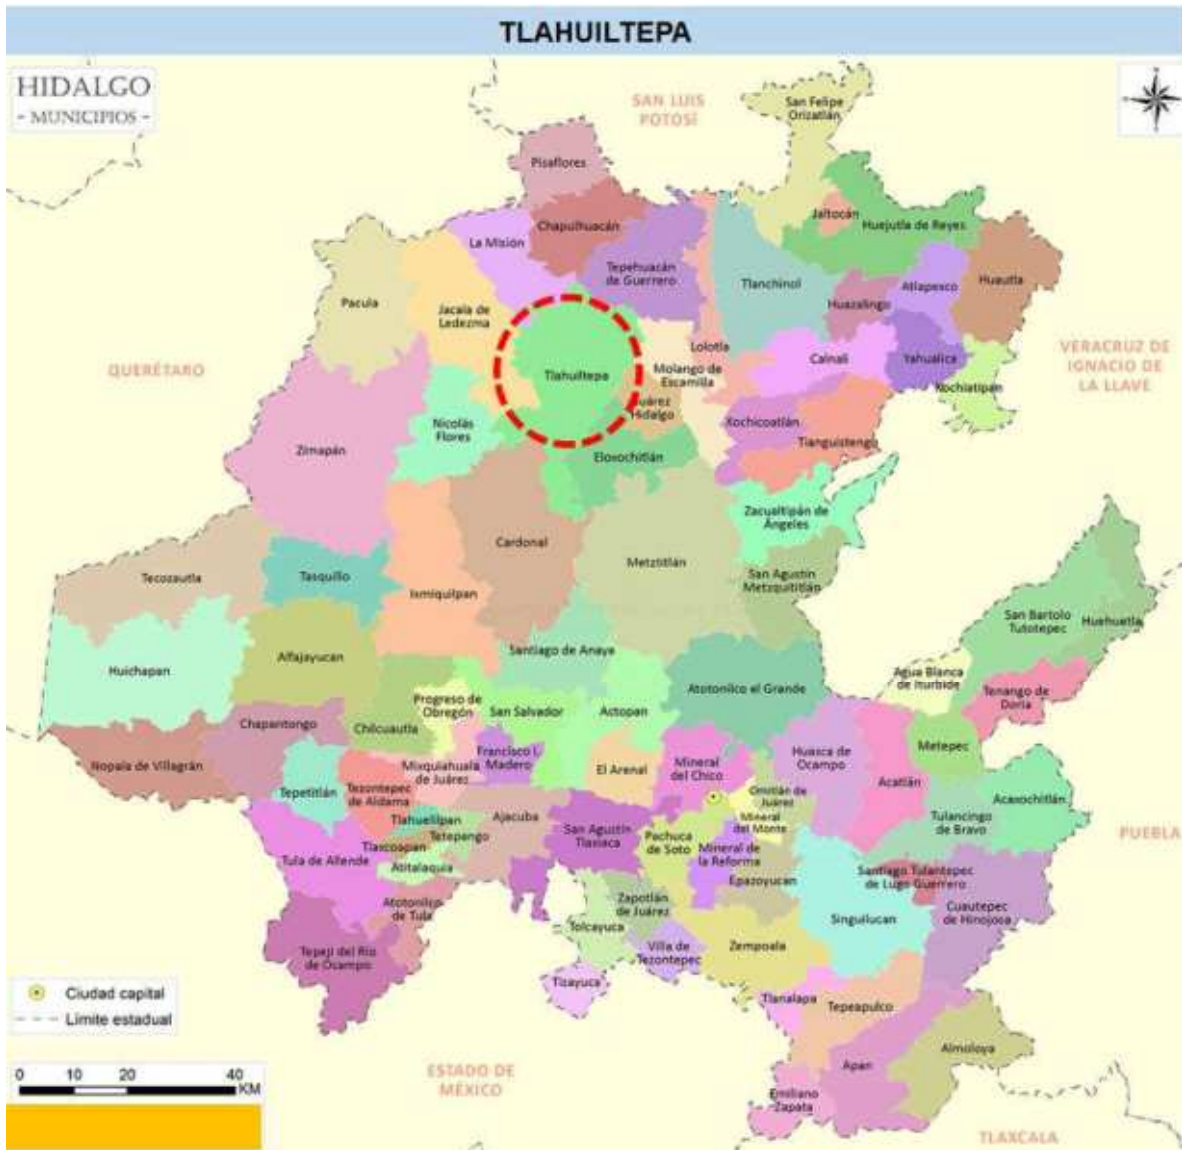 TLAHUILTEPA
HIDALGO
- MUNICIPIOS -
SAN LUIS
POTOSÍ
San Felipe
Orizatlán
Pisaflores
Jaltocán
Huejutla de Reyes
Chapulhuacán
La Misión
Tepehuacán
de Guerrero
Tlanchinol
Atlapexco
Huautla
Huazalingo
Pacula
Jacala de
Ledezma
Lolotla
Calnali
Yahualica
VERACRUZ DE
IGNACIO DE
LA LLAVE
QUERÉTARO
Tlahuiltepa
Molango de
Escamilla
Xochiatipan
Juárez
Hidalgo
Nicolás
Flores
Xochicoatlán
Tianguistengo
Zimapán
Eloxochitlán
Zacualtipán de
Ángeles
Cardonal
Metztitlán
Tecozautla
Tasquillo
San Agustín
Metzquititlán
Ixmiquilpan
San Bartolo
Tutotepec
Huehuetla
Huichapan
Alfajayucan
Santiago de Anaya
Agua Blanca
de Iturbide
Atotonilco el Grande
Tenango de
Doria
Progreso de
Obregón
San Salvador
Actopan
Chapantongo
Chilcuautla
Metepec
Nopala de Villagrán
Mixquiahuala
de Juárez
Francisco I.
Madero
El Arenal
Mineral
del Chico
Huasca de
Ocampo
Acatlán
Tepetitlán
Tezontepec
de Aldama
Omitlán de
Juárez
Acaxochitlán
Tlahuelilpan
Ajacuba
Mineral
del Monte
Tulancingo
de Bravo
PUEBLA
Tetepango
San Agustín
Tlaxiaca
Pachuca
de Soto
Tlaxcoapan
Tula de Allende
Atitalaquia
Mineral de
la Reforma
Epazoyucan
Santiago Tulantepec
de Lugo Guerrero
Atotonilco
de Tula
Zapotlán
de Juárez
Cuautepec
de Hinojosa
Singuilucan
Tolcayuca
Tepeji del Río
de Ocampo
Villa de
Tezontepec
Zempoala
Tizayuca
Ciudad capital
Límite estadual
Tlanalapa
Tepeapulco
Almoloya
Apan
ESTADO DE
MÉXICO
0 10 20 40
KM
Emiliano
Zapata
TLAXCALA